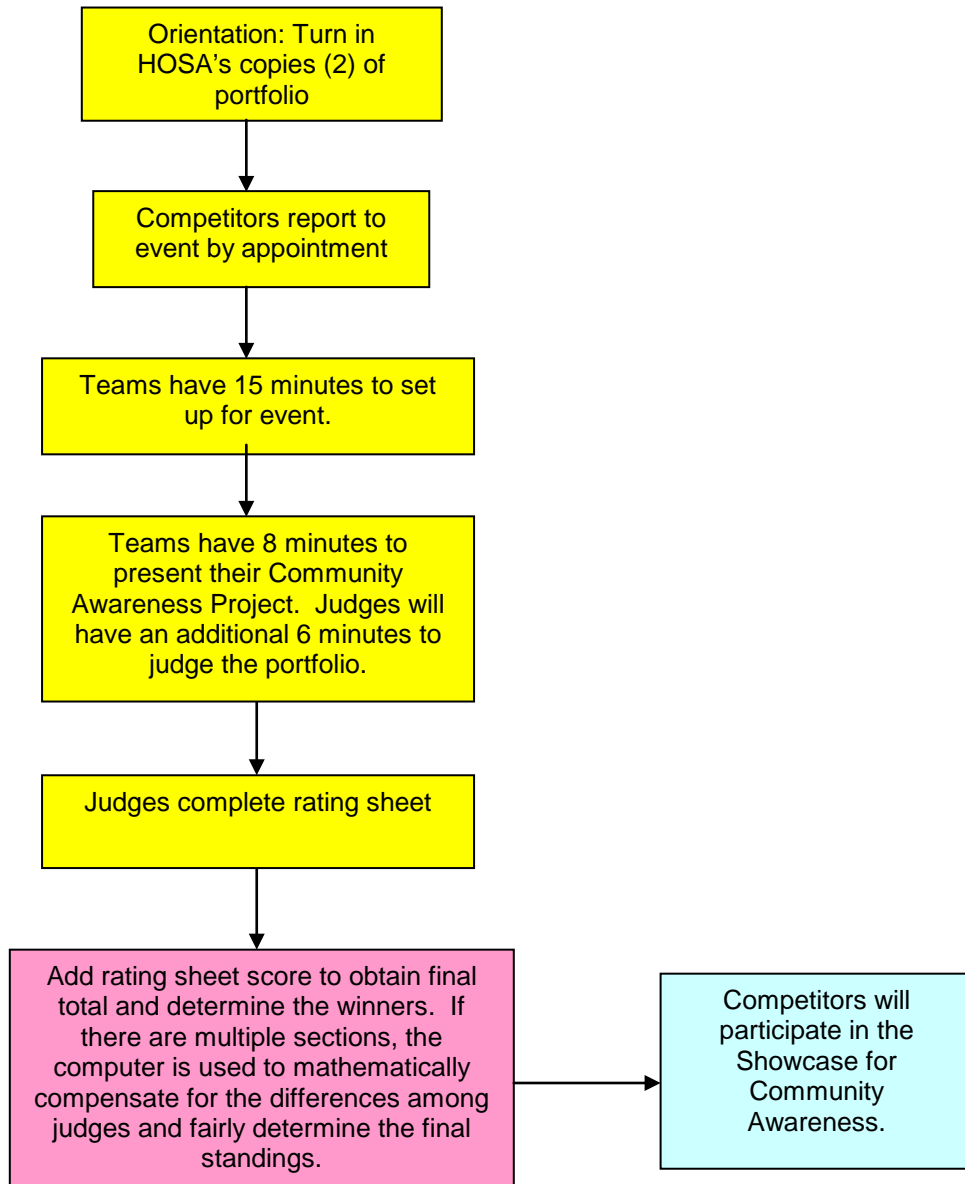 Orientation: Turn in
HOSA's copies (2) of
portfolio
Competitors report to
event by appointment
Teams have 15 minutes to set
up for event.
Teams have 8 minutes to
present their Community
Awareness Project.  Judges will
have an additional 6 minutes to
judge the portfolio.
Judges complete rating sheet
Add rating sheet score to obtain final
total and determine the winners.  If
there are multiple sections, the
computer is used to mathematically
compensate for the differences among
judges and fairly determine the final
standings.
Competitors will
participate in the
Showcase for
Community
Awareness.